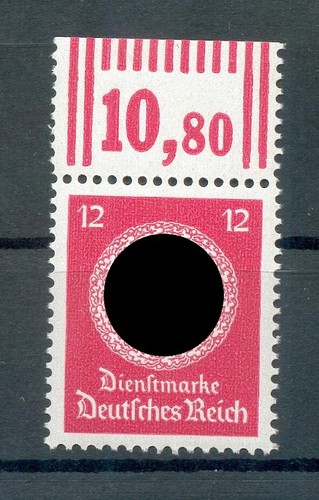 10,80
12 12
Dienſtmarke
Deutſches Reich